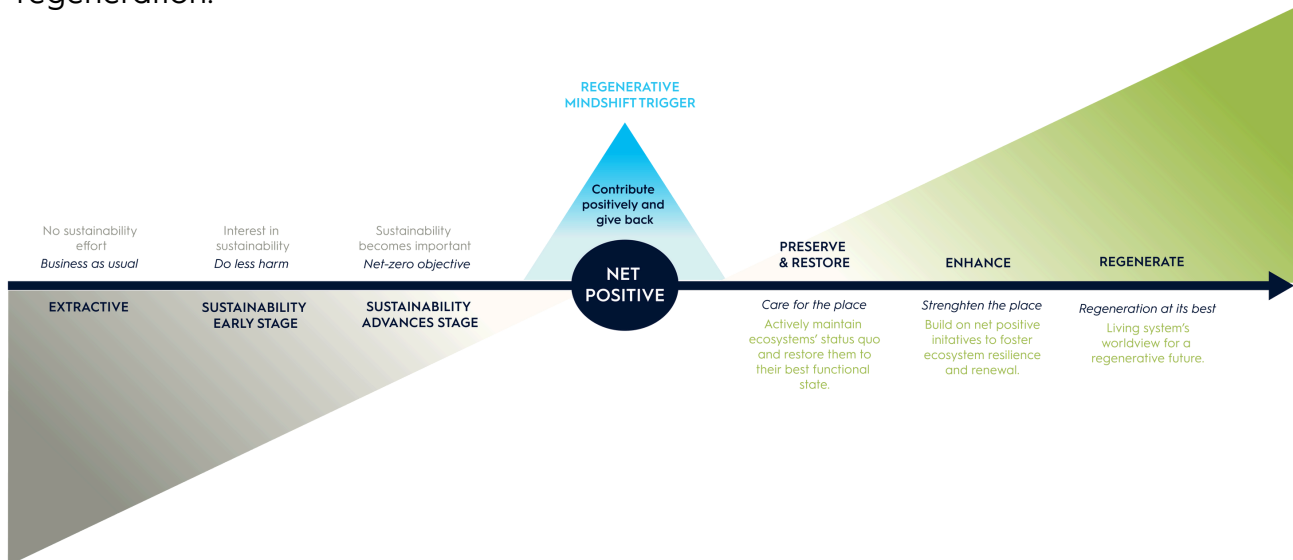 regeneration.
REGENERATIVE
MINDSHIFT TRIGGER
Contribute
positively and
give back
NET
POSITIVE
No sustainability
effort
Business as usual
EXTRACTIVE
Interest in
sustainability
Do less harm
SUSTAINABILITY
EARLY STAGE
Sustainability
becomes important
Net-zero objective
SUSTAINABILITY
ADVANCES STAGE
PRESERVE
& RESTORE
Care for the place
Actively maintain
ecosystems' status quo
and restore them to
their best functional
state.
ENHANCE
Strenghten the place
Build on net positive
initatives to foster
ecosystem resilience
and renewal.
REGENERATE
Regeneration at its best
Living system's
worldview for a
regenerative future.